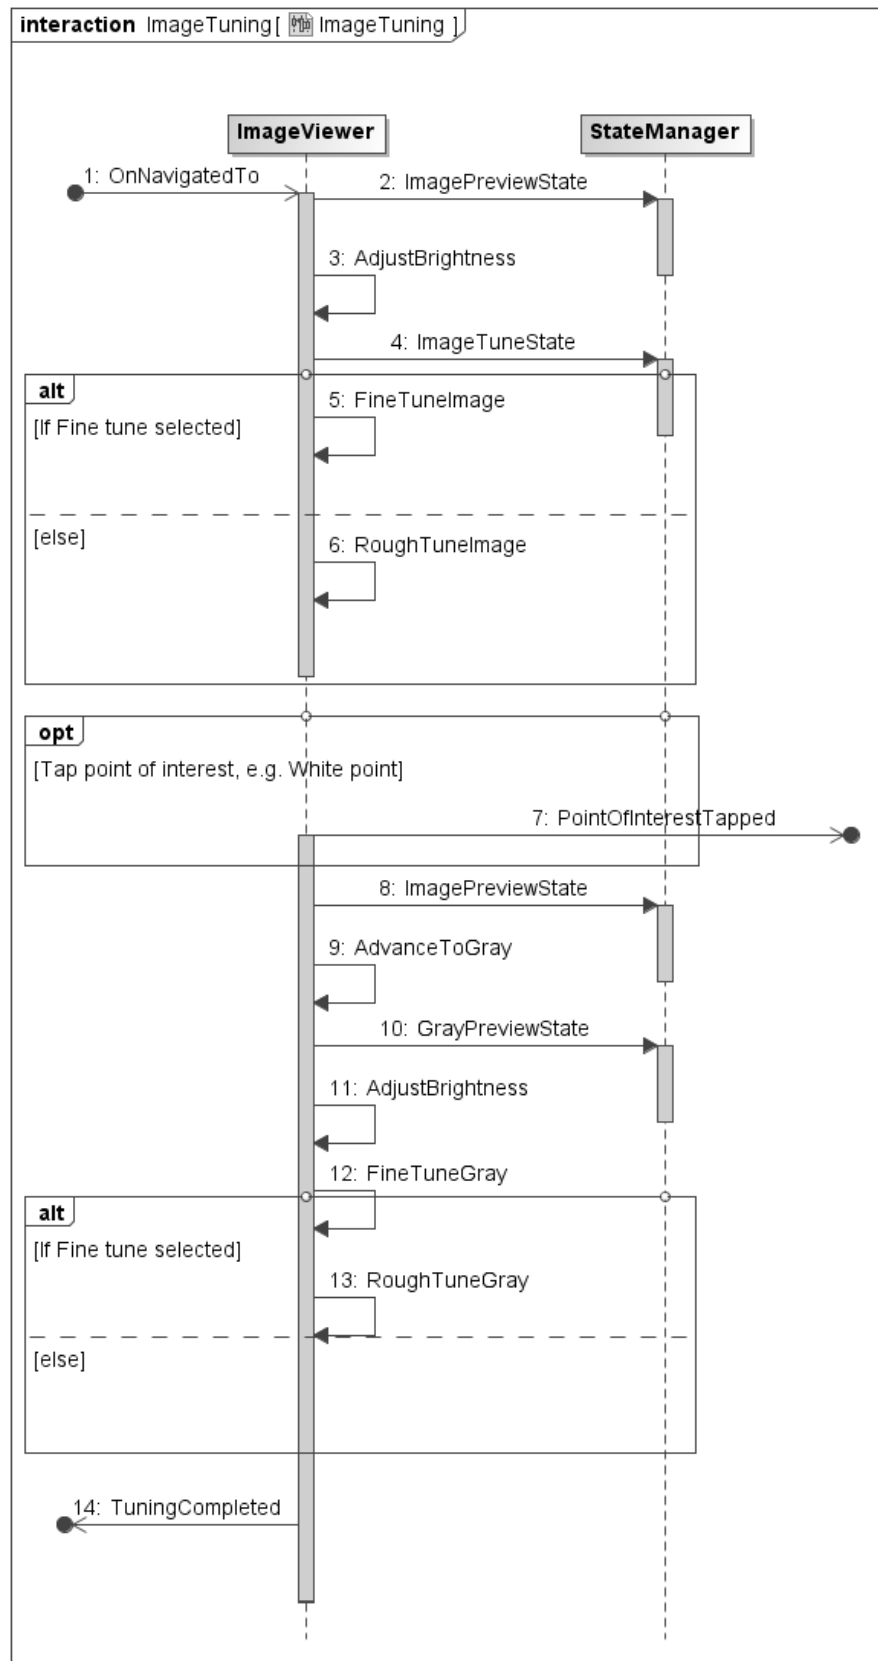 interaction ImageTuning[ ImageTuning ]
ImageViewer
StateManager
1: OnNavigatedTo
2: ImagePreviewState
3: AdjustBrightness
4: ImageTuneState
alt
[If Fine tune selected]
5: FineTuneImage
[else]
6: RoughTuneImage
opt
[Tap point of interest, e.g. White point]
7: PointOfInterestTapped
8: ImagePreviewState
9: AdvanceToGray
10: GrayPreviewState
11: AdjustBrightness
12: FineTuneGray
alt
[If Fine tune selected]
13: RoughTuneGray
[else]
14: TuningCompleted